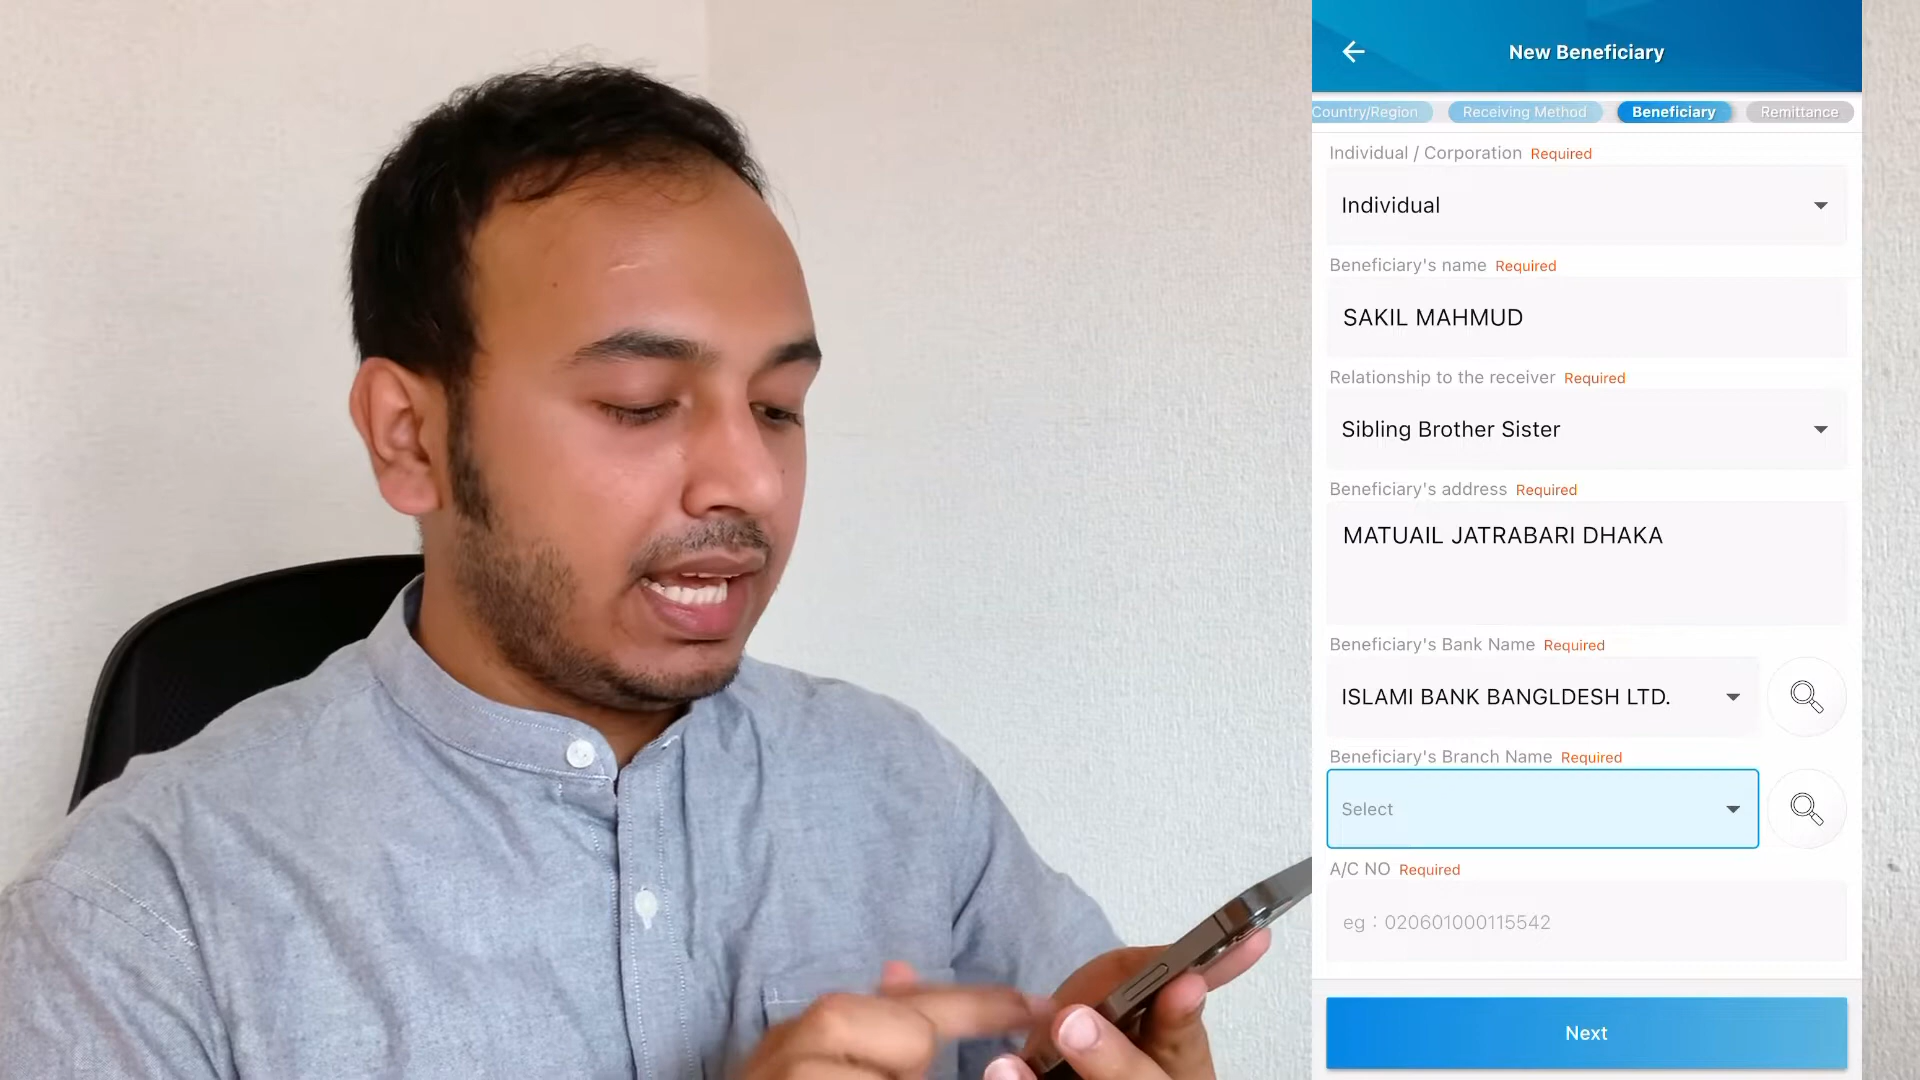 New Beneficiary
Country/Region Receiving Method Beneficiary Remittance
Individual / Corporation Required
Individual
Beneficiary's name Required
SAKIL MAHMUD
Relationship to the receiver Required
Sibling Brother Sister
Beneficiary's address Required
MATUAIL JATRABARI DHAKA
Beneficiary's Bank Name Required
ISLAMI BANK BANGLDESH LTD.
Beneficiary's Branch Name Required
Select
A/C NO Required
eg : 020601000115542
Next